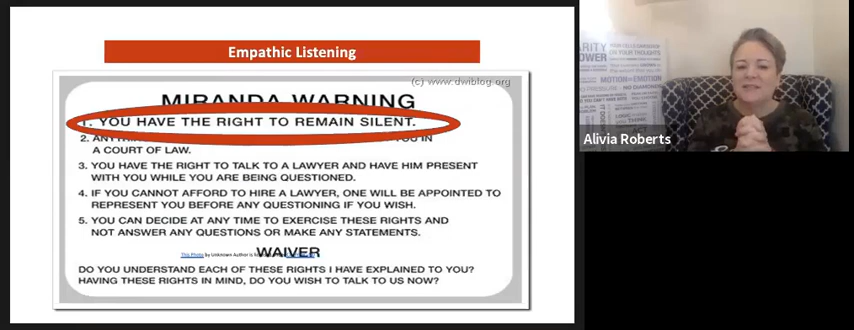 Empathic Listening
(c) www.dwiblog.org
MIRANDA WARNING
1. YOU HAVE THE RIGHT TO REMAIN SILENT.
2. IN
A COURT OF LAW.
3. YOU HAVE THE RIGHT TO TALK TO A LAWYER AND HAVE HIM PRESENT
WITH YOU WHILE YOU ARE BEING QUESTIONED.
4. IF YOU CANNOT AFFORD TO HIRE A LAWYER, ONE WILL BE APPOINTED TO
REPRESENT YOU BEFORE ANY QUESTIONING IF YOU WISH.
5. YOU CAN DECIDE AT ANY TIME TO EXERCISE THESE RIGHTS AND
NOT ANSWER ANY QUESTIONS OR MAKE ANY STATEMENTS.
This Photo by Unknown Author is
WAIVER
DO YOU UNDERSTAND EACH OF THESE RIGHTS I HAVE EXPLAINED TO YOU?
HAVING THESE RIGHTS IN MIND, DO YOU WISH TO TALK TO US NOW?
MOTION = EMOTION
Alivia Roberts